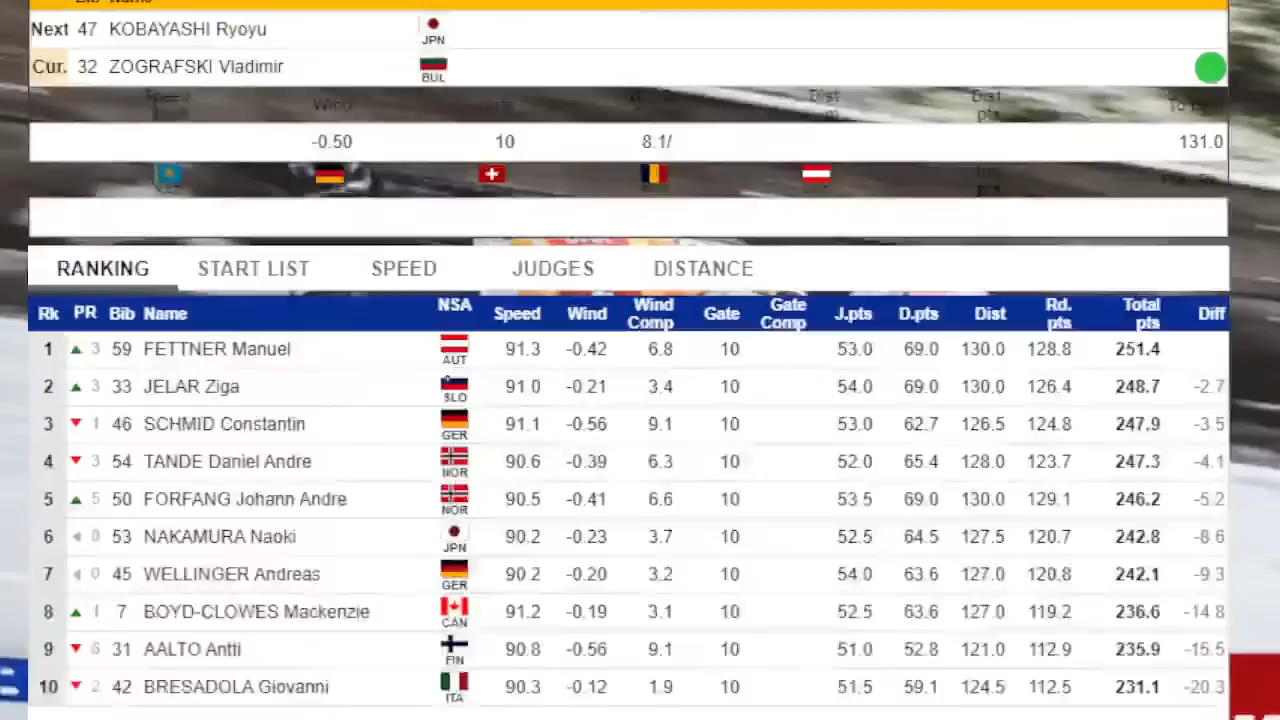 Next 47 KOBAYASHI Ryoyu JPN
Cur. 32 ZOGRAFSKI Vladimir BUL
Speed Wind Dist m Dist pts
-0.50 10 8.1/ 131.0
RANKING START LIST SPEED JUDGES DISTANCE
Rk PR Bib Name NSA Speed Wind Wind Comp Gate Gate Comp J.pts D.pts Dist Rd. pts Total pts Diff
1 3 59 FETTNER Manuel AUT 91.3 -0.42 6.8 10 53.0 69.0 130.0 128.8 251.4
2 3 33 JELAR Ziga SLO 91.0 -0.21 3.4 10 54.0 69.0 130.0 126.4 248.7 -2.7
3 1 46 SCHMID Constantin GER 91.1 -0.56 9.1 10 53.0 62.7 126.5 124.8 247.9 -3.5
4 3 54 TANDE Daniel Andre NOR 90.6 -0.39 6.3 10 52.0 65.4 128.0 123.7 247.3 -4.1
5 5 50 FORFANG Johann Andre NOR 90.5 -0.41 6.6 10 53.5 69.0 130.0 129.1 246.2 -5.2
6 0 53 NAKAMURA Naoki JPN 90.2 -0.23 3.7 10 52.5 64.5 127.5 120.7 242.8 -8.6
7 0 45 WELLINGER Andreas GER 90.2 -0.20 3.2 10 54.0 63.6 127.0 120.8 242.1 -9.3
8 1 7 BOYD-CLOWES Mackenzie CAN 91.2 -0.19 3.1 10 52.5 63.6 127.0 119.2 236.6 -14.8
9 6 31 AALTO Antti FIN 90.8 -0.56 9.1 10 51.0 52.8 121.0 112.9 235.9 -15.5
10 2 42 BRESADOLA Giovanni ITA 90.3 -0.12 1.9 10 51.5 59.1 124.5 112.5 231.1 -20.3